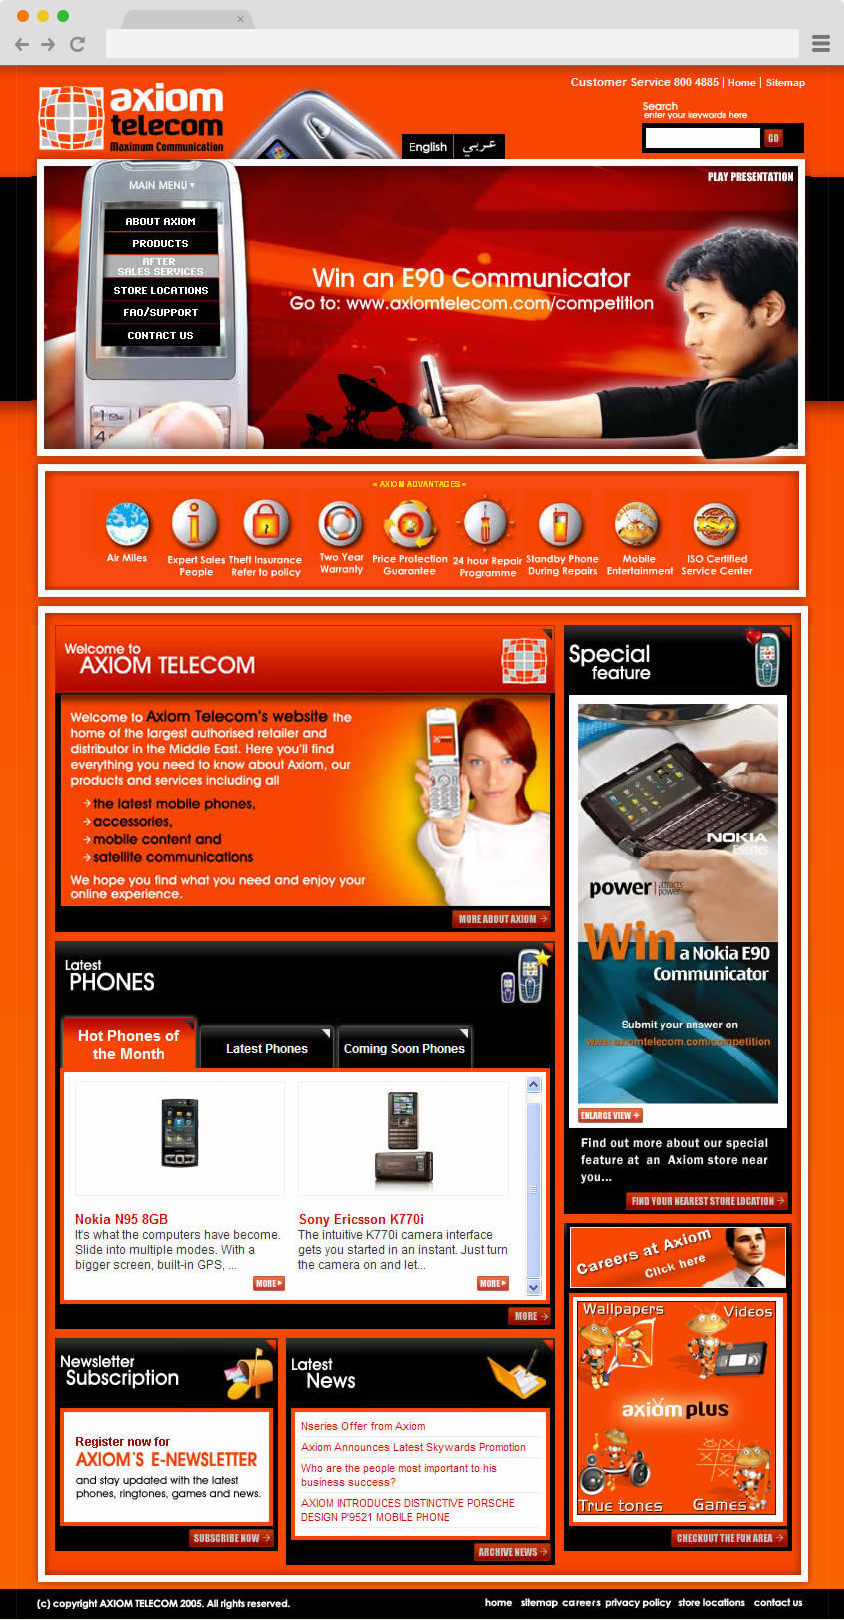 Customer Service 800 4885 | Home | Sitemap
axiom
telecom
Maximum Communication
Search
enter your keywords here
GO
English
عربي
PLAY PRESENTATION
MAIN MENU
ABOUT AXIOM
PRODUCTS
AFTER
SALES SERVICES
STORE LOCATIONS
FAQ/SUPPORT
CONTACT US
Win an E90 Communicator
Go to: www.axiomtelecom.com/competition
« AXIOM ADVANTAGES »
Air Miles
Expert Sales
People
Theft Insurance
Refer to policy
Two Year
Warranty
Price Protection
Guarantee
24 hour Repair
Programme
Standby Phone
During Repairs
Mobile
Entertainment
ISO Certified
Service Center
Welcome to
AXIOM TELECOM
Welcome to Axiom Telecom's website the
home of the largest authorised retailer and
distributor in the Middle East. Here you'll find
everything you need to know about Axiom, our
products and services including all
the latest mobile phones,
accessories,
mobile content and
satellite communications
We hope you find what you need and enjoy your
online experience.
MORE ABOUT AXIOM
Special
feature
NOKIA
Eseries
power | attracts
power
Win a Nokia E90
Communicator
Submit your answer on
www.axiomtelecom.com/competition
ENLARGE VIEW +
Find out more about our special
feature at an Axiom store near
you...
FIND YOUR NEAREST STORE LOCATION
Latest
PHONES
Hot Phones of
the Month
Latest Phones
Coming Soon Phones
Nokia N95 8GB
It's what the computers have become.
Slide into multiple modes. With a
bigger screen, built-in GPS, ...
MORE
Sony Ericsson K770i
The intuitive K770i camera interface
gets you started in an instant. Just turn
the camera on and let...
MORE
MORE
Careers at Axiom
Click here
Wallpapers
Videos
axiom plus
True tones
Games
CHECKOUT THE FUN AREA
Newsletter
Subscription
Register now for
AXIOM'S E-NEWSLETTER
and stay updated with the latest
phones, ringtones, games and news.
SUBSCRIBE NOW
Latest
News
Nseries Offer from Axiom
Axiom Announces Latest Skywards Promotion
Who are the people most important to his
business success?
AXIOM INTRODUCES DISTINCTIVE PORSCHE
DESIGN P'9521 MOBILE PHONE
ARCHIVE NEWS
(c) copyright AXIOM TELECOM 2005. All rights reserved.
home sitemap careers privacy policy store locations contact us